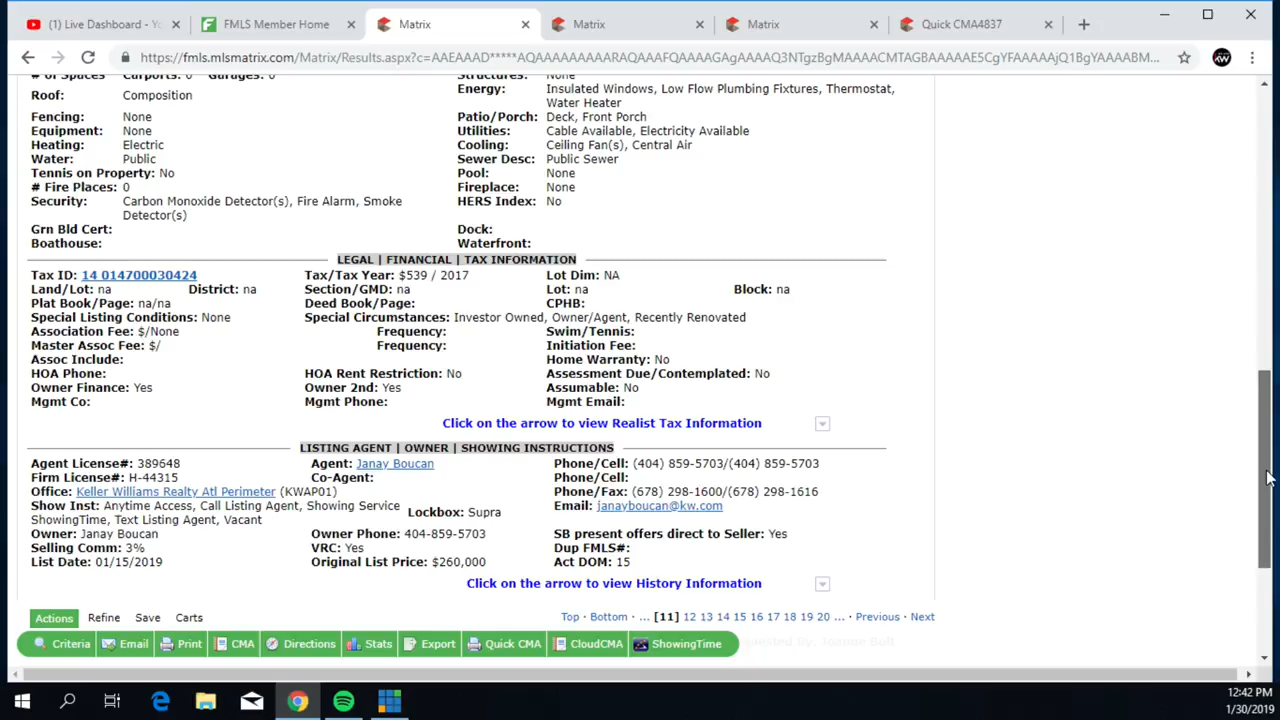 (1) Live Dashboard - Yo
FMLS Member Home
Matrix
Matrix
Matrix
Quick CMA4837
https://fmls.mlsmatrix.com/Matrix/Results.aspx?c=AAEAAAD*****AQAAAAAAAAARAQAAAFQAAAAGAgAAAAQ3NTgzBgMAAAACMTAGBAAAAAE5CgYFAAAAAjQ1BgYAAAABM...
# of Spaces Carports: 0 Garages: 0 Structures: None
Roof: Composition Energy: Insulated Windows, Low Flow Plumbing Fixtures, Thermostat, Water Heater
Fencing: None Patio/Porch: Deck, Front Porch
Equipment: None Utilities: Cable Available, Electricity Available
Heating: Electric Cooling: Ceiling Fan(s), Central Air
Water: Public Sewer Desc: Public Sewer
Tennis on Property: No Pool: None
# Fire Places: 0 Fireplace: None
Security: Carbon Monoxide Detector(s), Fire Alarm, Smoke Detector(s) HERS Index: No
Grn Bld Cert: Dock:
Boathouse: Waterfront:
LEGAL | FINANCIAL | TAX INFORMATION
Tax ID: 14 014700030424 Tax/Tax Year: $539 / 2017 Lot Dim: NA
Land/Lot: na District: na Section/GMD: na Lot: na Block: na
Plat Book/Page: na/na Deed Book/Page: CPHB:
Special Listing Conditions: None Special Circumstances: Investor Owned, Owner/Agent, Recently Renovated
Association Fee: $/None Frequency: Swim/Tennis:
Master Assoc Fee: $/ Frequency: Initiation Fee:
Assoc Include: Home Warranty: No
HOA Phone: HOA Rent Restriction: No Assessment Due/Contemplated: No
Owner Finance: Yes Owner 2nd: Yes Assumable: No
Mgmt Co: Mgmt Phone: Mgmt Email:
Click on the arrow to view Realist Tax Information
LISTING AGENT | OWNER | SHOWING INSTRUCTIONS
Agent License#: 389648 Agent: Janay Boucan Phone/Cell: (404) 859-5703/(404) 859-5703
Firm License#: H-44315 Co-Agent: Phone/Cell:
Office: Keller Williams Realty Atl Perimeter (KWAP01) Phone/Fax: (678) 298-1600/(678) 298-1616
Show Inst: Anytime Access, Call Listing Agent, Showing Service Email: janayboucan@kw.com
ShowingTime, Text Listing Agent, Vacant Lockbox: Supra
Owner: Janay Boucan Owner Phone: 404-859-5703 SB present offers direct to Seller: Yes
Selling Comm: 3% VRC: Yes Dup FMLS#:
List Date: 01/15/2019 Original List Price: $260,000 Act DOM: 15
Click on the arrow to view History Information
Actions Refine Save Carts Top · Bottom · ... [11] 12 13 14 15 16 17 18 19 20 ... · Previous · Next
Criteria Email Print CMA Directions Stats Export Quick CMA CloudCMA ShowingTime
12:42 PM
1/30/2019